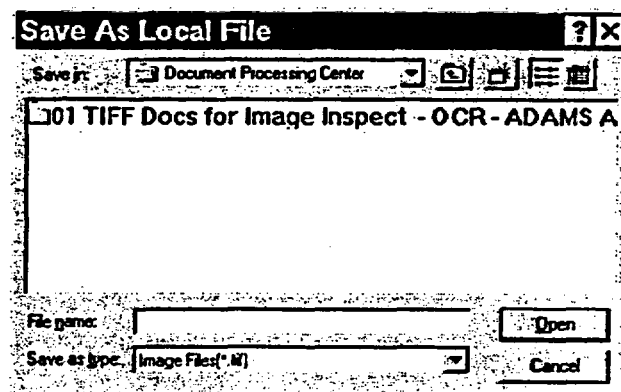 Save As Local File
Save in: Document Processing Center
01 TIFF Docs for Image Inspect - OCR - ADAMS A
File name: Open
Save as type: Image Files(*.tif) Cancel